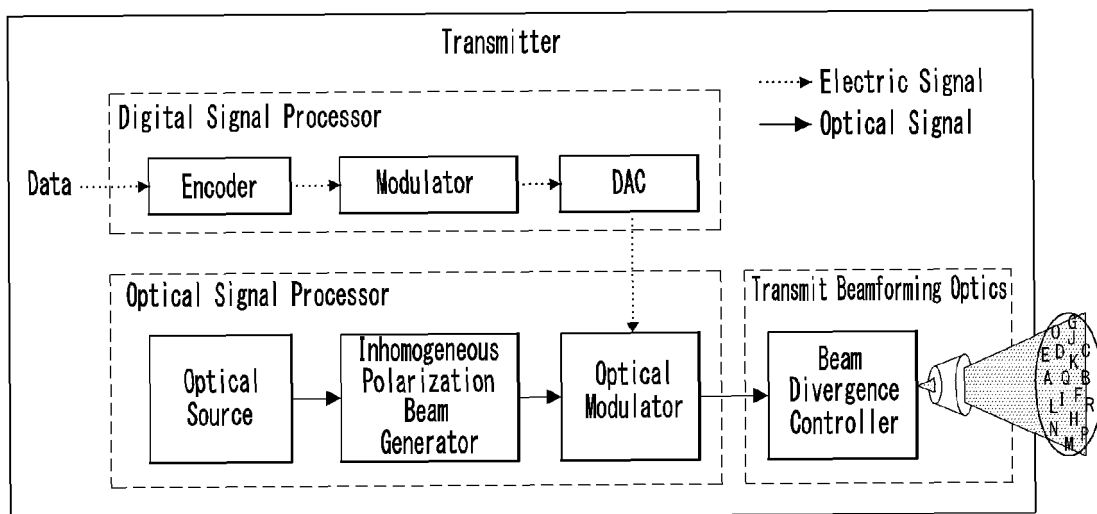 Transmitter
Electric Signal
Optical Signal
Digital Signal Processor
Data
Encoder
Modulator
DAC
Optical Signal Processor
Optical
Source
Inhomogeneous
Polarization
Beam
Generator
Optical
Modulator
Transmit Beamforming Optics
Beam
Divergence
Controller
G
O
J
E
D
C
K
A
Q
B
F
I
L
R
H
N
P
M